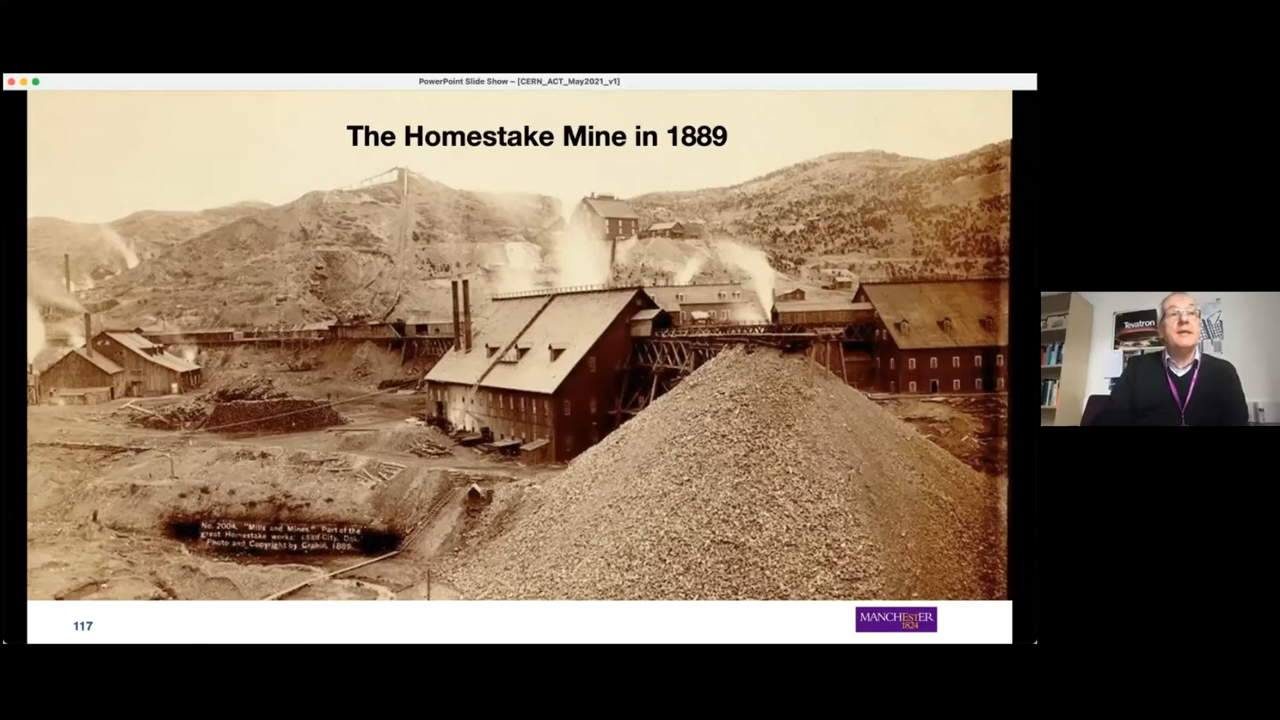 PowerPoint Slide Show – [CERN_ACT_May2021_v1]
The Homestake Mine in 1889
Tevatron
No. 2004. "Mills and Mines." Part of the
great Homestake works; Lead City, Dak.
Photo and Copyright by Grabill, 1889.
117
MANCHESTER
1824